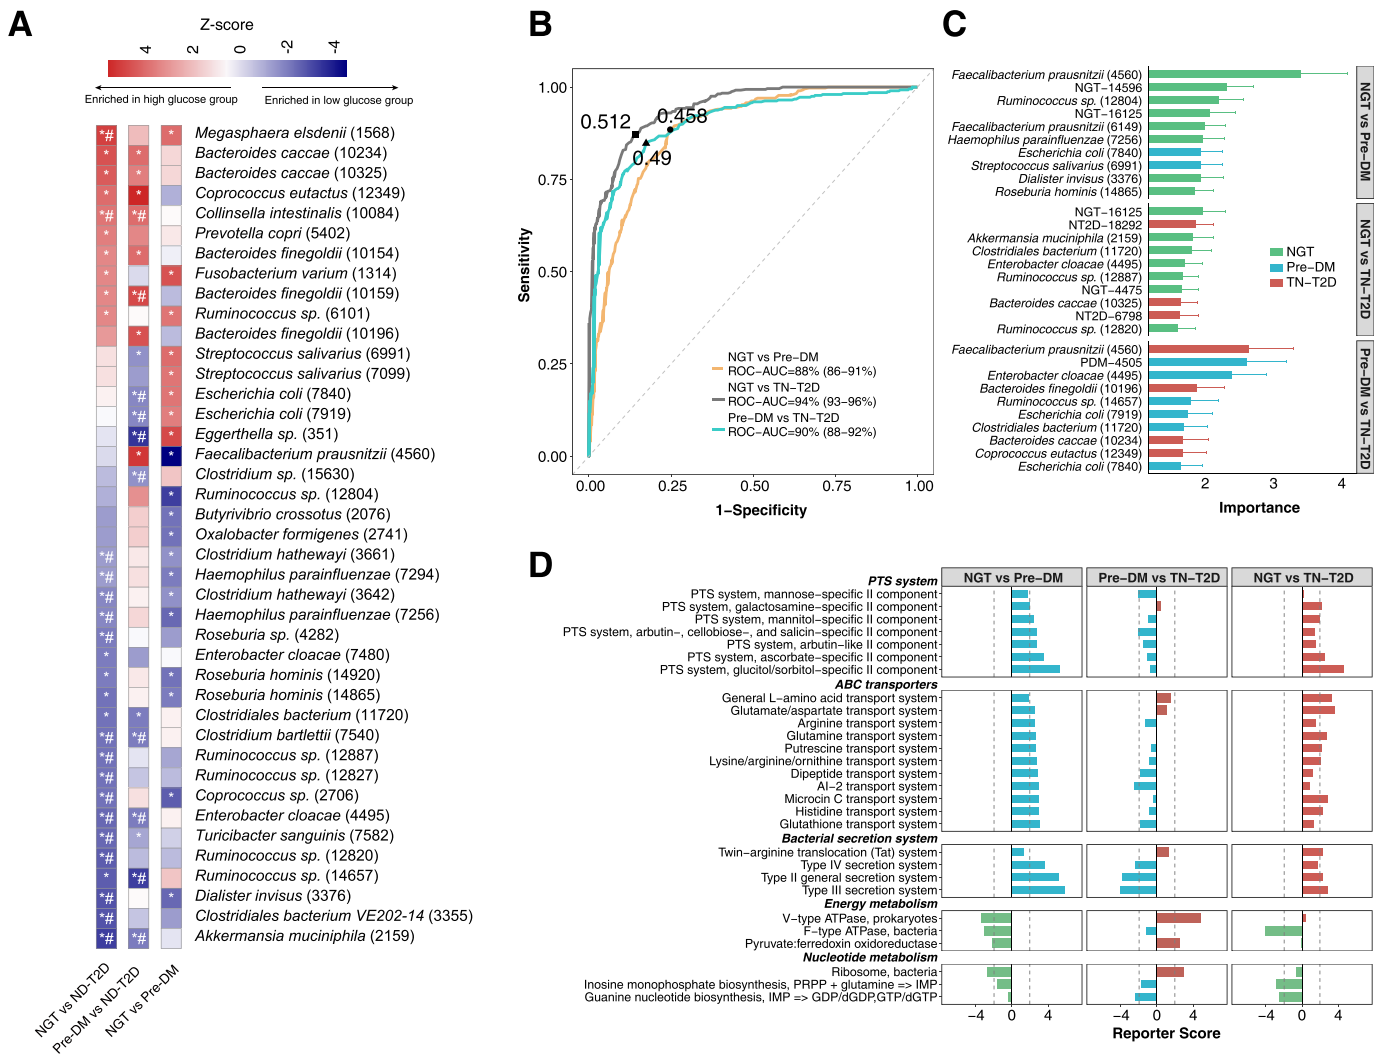 A
Z-score
4 2 0 -2 -4
Enriched in high glucose group
Enriched in low glucose group
*# * Megasphaera elsdenii (1568)
* * Bacteroides caccae (10234)
* * Bacteroides caccae (10325)
* * Coprococcus eutactus (12349)
*# *# Collinsella intestinalis (10084)
* Prevotella copri (5402)
* * Bacteroides finegoldii (10154)
* * Fusobacterium varium (1314)
* *# Bacteroides finegoldii (10159)
* * Ruminococcus sp. (6101)
* Bacteroides finegoldii (10196)
* * Streptococcus salivarius (6991)
* Streptococcus salivarius (7099)
*# * Escherichia coli (7840)
*# * Escherichia coli (7919)
*# * Eggerthella sp. (351)
* * Faecalibacterium prausnitzii (4560)
*# Clostridium sp. (15630)
* Ruminococcus sp. (12804)
* Butyrivibrio crossotus (2076)
* Oxalobacter formigenes (2741)
*# * Clostridium hathewayi (3661)
*# * Haemophilus parainfluenzae (7294)
*# * Clostridium hathewayi (3642)
*# * Haemophilus parainfluenzae (7256)
*# Roseburia sp. (4282)
* Enterobacter cloacae (7480)
* * Roseburia hominis (14920)
* * Roseburia hominis (14865)
* * Clostridiales bacterium (11720)
*# *# Clostridium bartlettii (7540)
*# Ruminococcus sp. (12887)
*# Ruminococcus sp. (12827)
*# * Coprococcus sp. (2706)
*# *# Enterobacter cloacae (4495)
*# * Turicibacter sanguinis (7582)
*# Ruminococcus sp. (12820)
* *# Ruminococcus sp. (14657)
*# * Dialister invisus (3376)
*# Clostridiales bacterium VE202-14 (3355)
*# *# Akkermansia muciniphila (2159)
NGT vs ND-T2D
Pre-DM vs ND-T2D
NGT vs Pre-DM
B
Sensitivity
1.00
0.75
0.50
0.25
0.00
0.512
0.458
0.49
NGT vs Pre−DM
ROC−AUC=88% (86−91%)
NGT vs TN−T2D
ROC−AUC=94% (93−96%)
Pre−DM vs TN−T2D
ROC−AUC=90% (88−92%)
0.00 0.25 0.50 0.75 1.00
1−Specificity
C
Faecalibacterium prausnitzii (4560)
NGT−14596
Ruminococcus sp. (12804)
NGT−16125
Faecalibacterium prausnitzii (6149)
Haemophilus parainfluenzae (7256)
Escherichia coli (7840)
Streptococcus salivarius (6991)
Dialister invisus (3376)
Roseburia hominis (14865)
NGT vs Pre−DM
NGT−16125
NT2D−18292
Akkermansia muciniphila (2159)
Clostridiales bacterium (11720)
Enterobacter cloacae (4495)
Ruminococcus sp. (12887)
NGT−4475
Bacteroides caccae (10325)
NT2D−6798
Ruminococcus sp. (12820)
NGT vs TN−T2D
NGT
Pre−DM
TN−T2D
Faecalibacterium prausnitzii (4560)
PDM−4505
Enterobacter cloacae (4495)
Bacteroides finegoldii (10196)
Ruminococcus sp. (14657)
Escherichia coli (7919)
Clostridiales bacterium (11720)
Bacteroides caccae (10234)
Coprococcus eutactus (12349)
Escherichia coli (7840)
Pre−DM vs TN−T2D
2 3 4
Importance
D
NGT vs Pre−DM Pre−DM vs TN−T2D NGT vs TN−T2D
PTS system
PTS system, mannose−specific II component
PTS system, galactosamine−specific II component
PTS system, mannitol−specific II component
PTS system, arbutin−, cellobiose−, and salicin−specific II component
PTS system, arbutin−like II component
PTS system, ascorbate−specific II component
PTS system, glucitol/sorbitol−specific II component
ABC transporters
General L−amino acid transport system
Glutamate/aspartate transport system
Arginine transport system
Glutamine transport system
Putrescine transport system
Lysine/arginine/ornithine transport system
Dipeptide transport system
AI−2 transport system
Microcin C transport system
Histidine transport system
Glutathione transport system
Bacterial secretion system
Twin−arginine translocation (Tat) system
Type IV secretion system
Type II general secretion system
Type III secretion system
Energy metabolism
V−type ATPase, prokaryotes
F−type ATPase, bacteria
Pyruvate:ferredoxin oxidoreductase
Nucleotide metabolism
Ribosome, bacteria
Inosine monophosphate biosynthesis, PRPP + glutamine => IMP
Guanine nucleotide biosynthesis, IMP => GDP/dGDP,GTP/dGTP
−4 0 4 −4 0 4 −4 0 4
Reporter Score